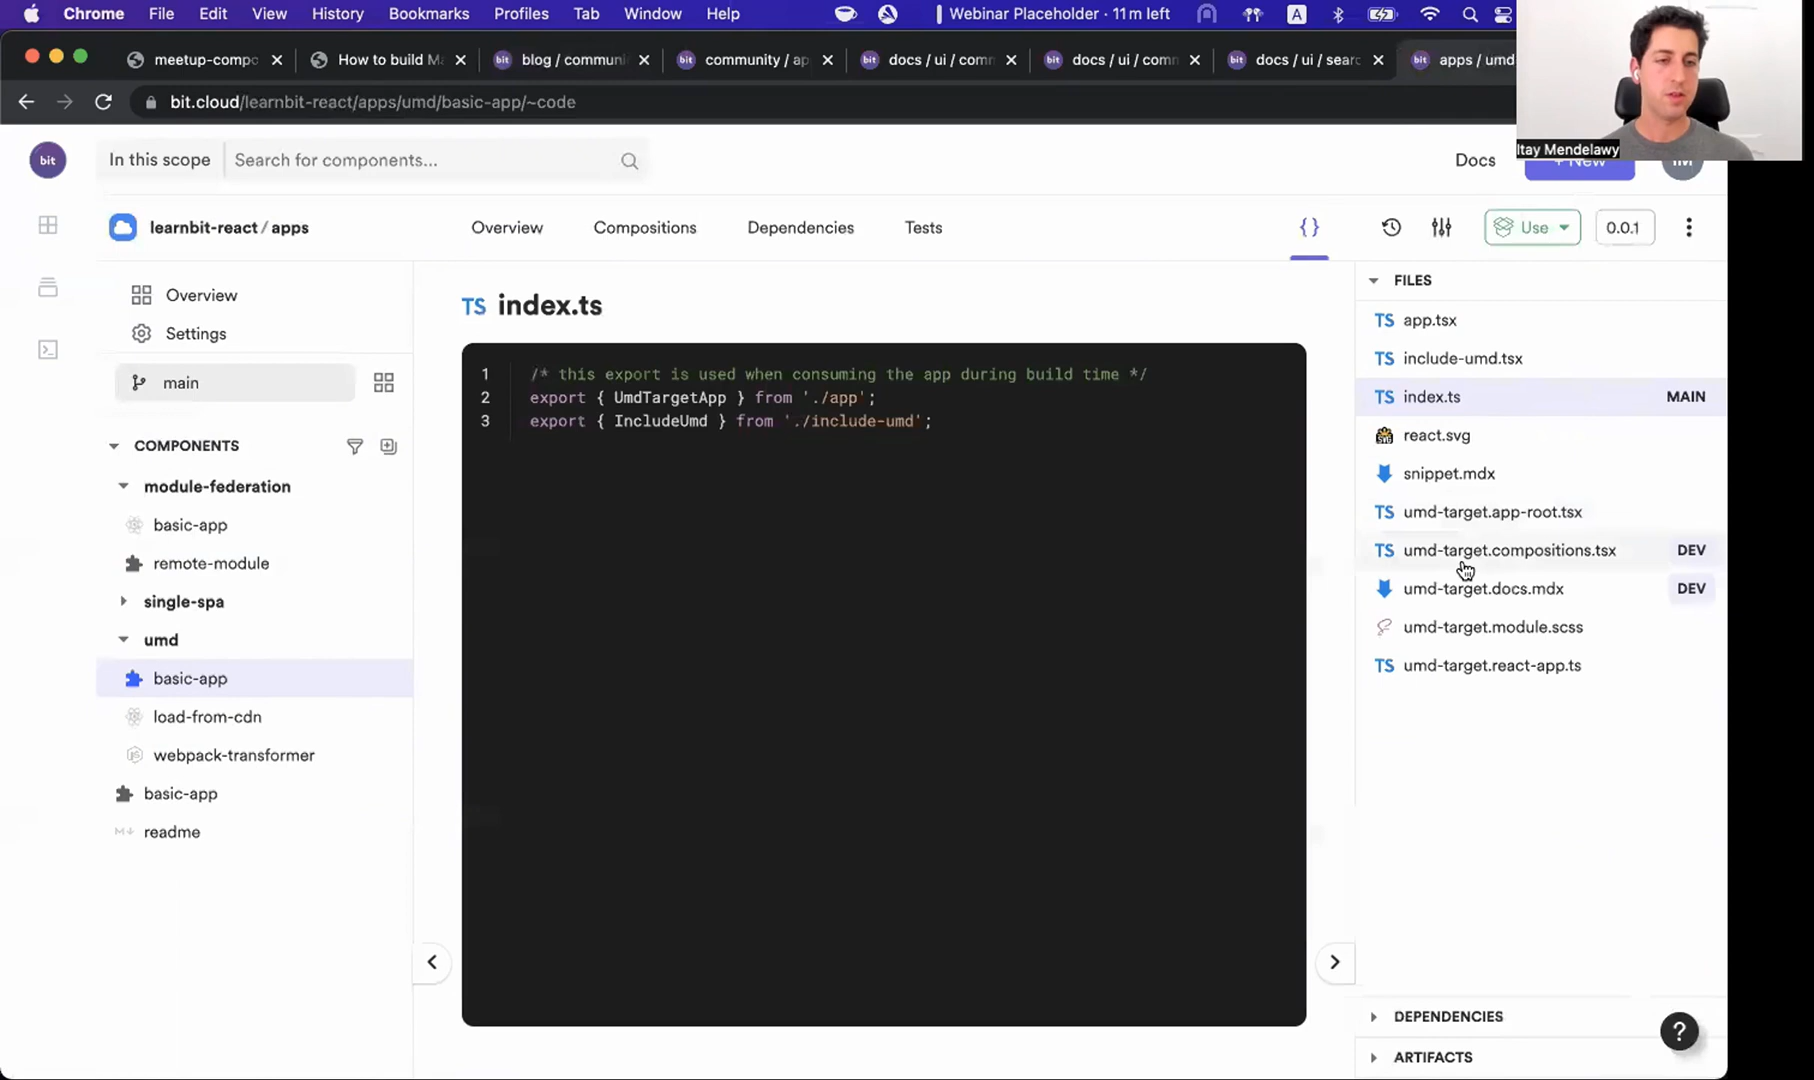 Chrome File Edit View History Bookmarks Profiles Tab Window Help
Webinar Placeholder · 11 m left
A
meetup-compo
How to build M
blog / communi
community / ap
docs / ui / comm
docs / ui / comm
docs / ui / searc
apps / umd
bit.cloud/learnbit-react/apps/umd/basic-app/~code
Itay Mendelawy
bit
In this scope
Search for components...
Docs
+ New
IM
learnbit-react / apps
Overview
Compositions
Dependencies
Tests
{ }
Use
0.0.1
Overview
Settings
main
COMPONENTS
module-federation
basic-app
remote-module
single-spa
umd
basic-app
load-from-cdn
webpack-transformer
basic-app
readme
TS index.ts
1 /* this export is used when consuming the app during build time */
2 export { UmdTargetApp } from './app';
3 export { IncludeUmd } from './include-umd';
FILES
TS app.tsx
TS include-umd.tsx
TS index.ts MAIN
react.svg
snippet.mdx
TS umd-target.app-root.tsx
TS umd-target.compositions.tsx DEV
umd-target.docs.mdx DEV
umd-target.module.scss
TS umd-target.react-app.ts
DEPENDENCIES
ARTIFACTS
?